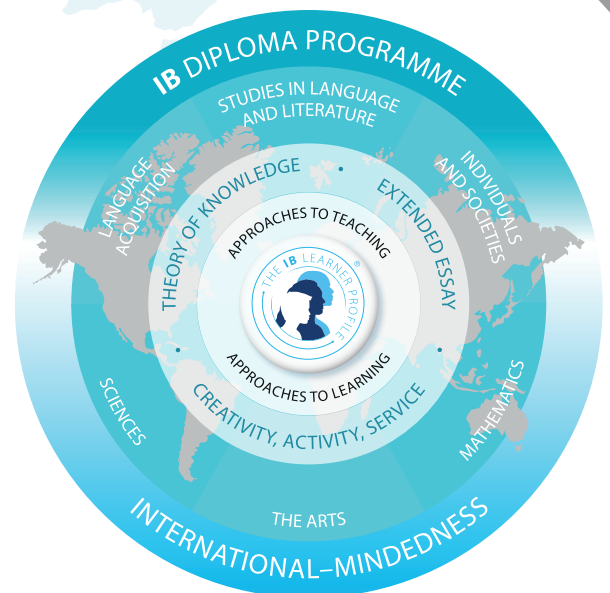 IB DIPLOMA PROGRAMME
STUDIES IN LANGUAGE
AND LITERATURE
LANGUAGE
ACQUISITION
INDIVIDUALS
AND SOCIETIES
THEORY OF KNOWLEDGE
EXTENDED ESSAY
APPROACHES TO TEACHING
THE IB LEARNER PROFILE ®
APPROACHES TO LEARNING
CREATIVITY, ACTIVITY, SERVICE
SCIENCES
MATHEMATICS
THE ARTS
INTERNATIONAL–MINDEDNESS